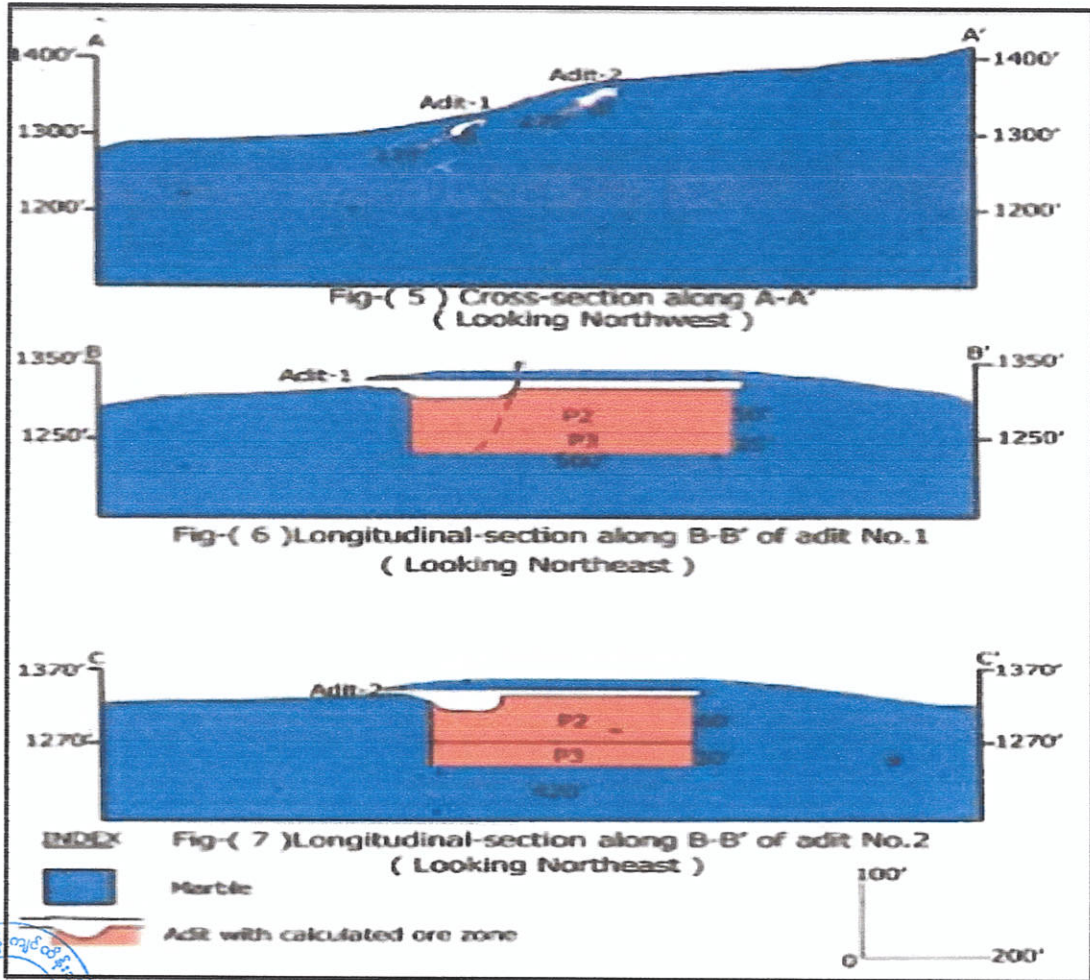 A A'
1400' 1400'
Adit-2
Adit-1
1300' 1300'
1200' 1200'
Fig-( 5 ) Cross-section along A-A'
( Looking Northwest )
B B'
1350' 1350'
Adit-1
P2
1250' P3 1250'
500'
Fig-( 6 )Longitudinal-section along B-B' of adit No.1
( Looking Northeast )
C C'
1370' 1370'
Adit-2
P2
1270' 1270'
P3
420'
INDEX Fig-( 7 )Longitudinal-section along B-B' of adit No.2
( Looking Northeast )
100'
Marble
Adit with calculated ore zone
0 200'